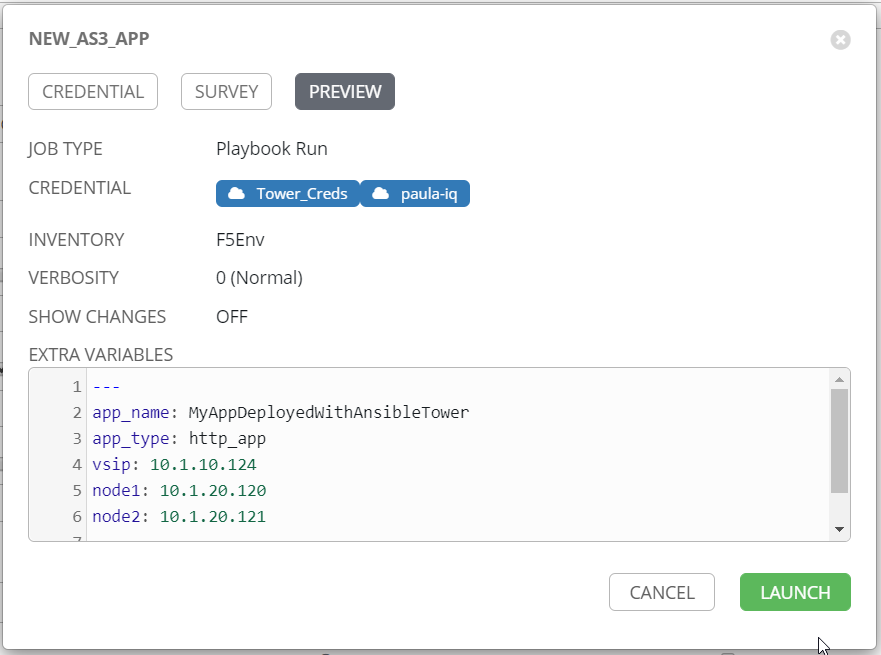 NEW_AS3_APP
CREDENTIAL SURVEY PREVIEW
JOB TYPE Playbook Run
CREDENTIAL Tower_Creds paula-iq
INVENTORY F5Env
VERBOSITY 0 (Normal)
SHOW CHANGES OFF
EXTRA VARIABLES
1 ---
2 app_name: MyAppDeployedWithAnsibleTower
3 app_type: http_app
4 vsip: 10.1.10.124
5 node1: 10.1.20.120
6 node2: 10.1.20.121
CANCEL LAUNCH